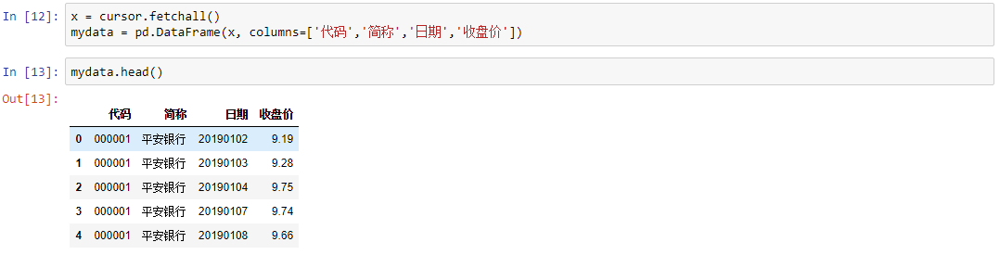 In [12]: x = cursor.fetchall()
mydata = pd.DataFrame(x, columns=['代码','简称','日期','收盘价'])
In [13]: mydata.head()
Out[13]:
代码 简称 日期 收盘价
0 000001 平安银行 20190102 9.19
1 000001 平安银行 20190103 9.28
2 000001 平安银行 20190104 9.75
3 000001 平安银行 20190107 9.74
4 000001 平安银行 20190108 9.66